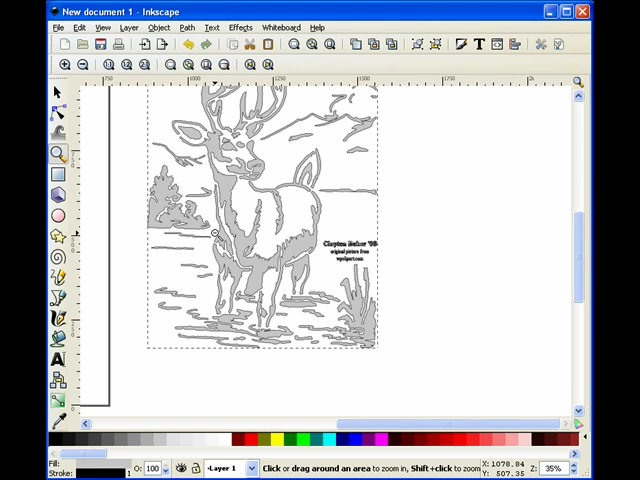 New document 1 - Inkscape
File Edit View Layer Object Path Text Effects Whiteboard Help
750 1000 1250 1500 1750 2k
Clayton Baker '08
original picture from
wpclipart.com
Fill: O: 100 Layer 1 Click or drag around an area to zoom in, Shift+click to zoom X: 1078.84 Z: 35%
Stroke: 1 Y: 507.35